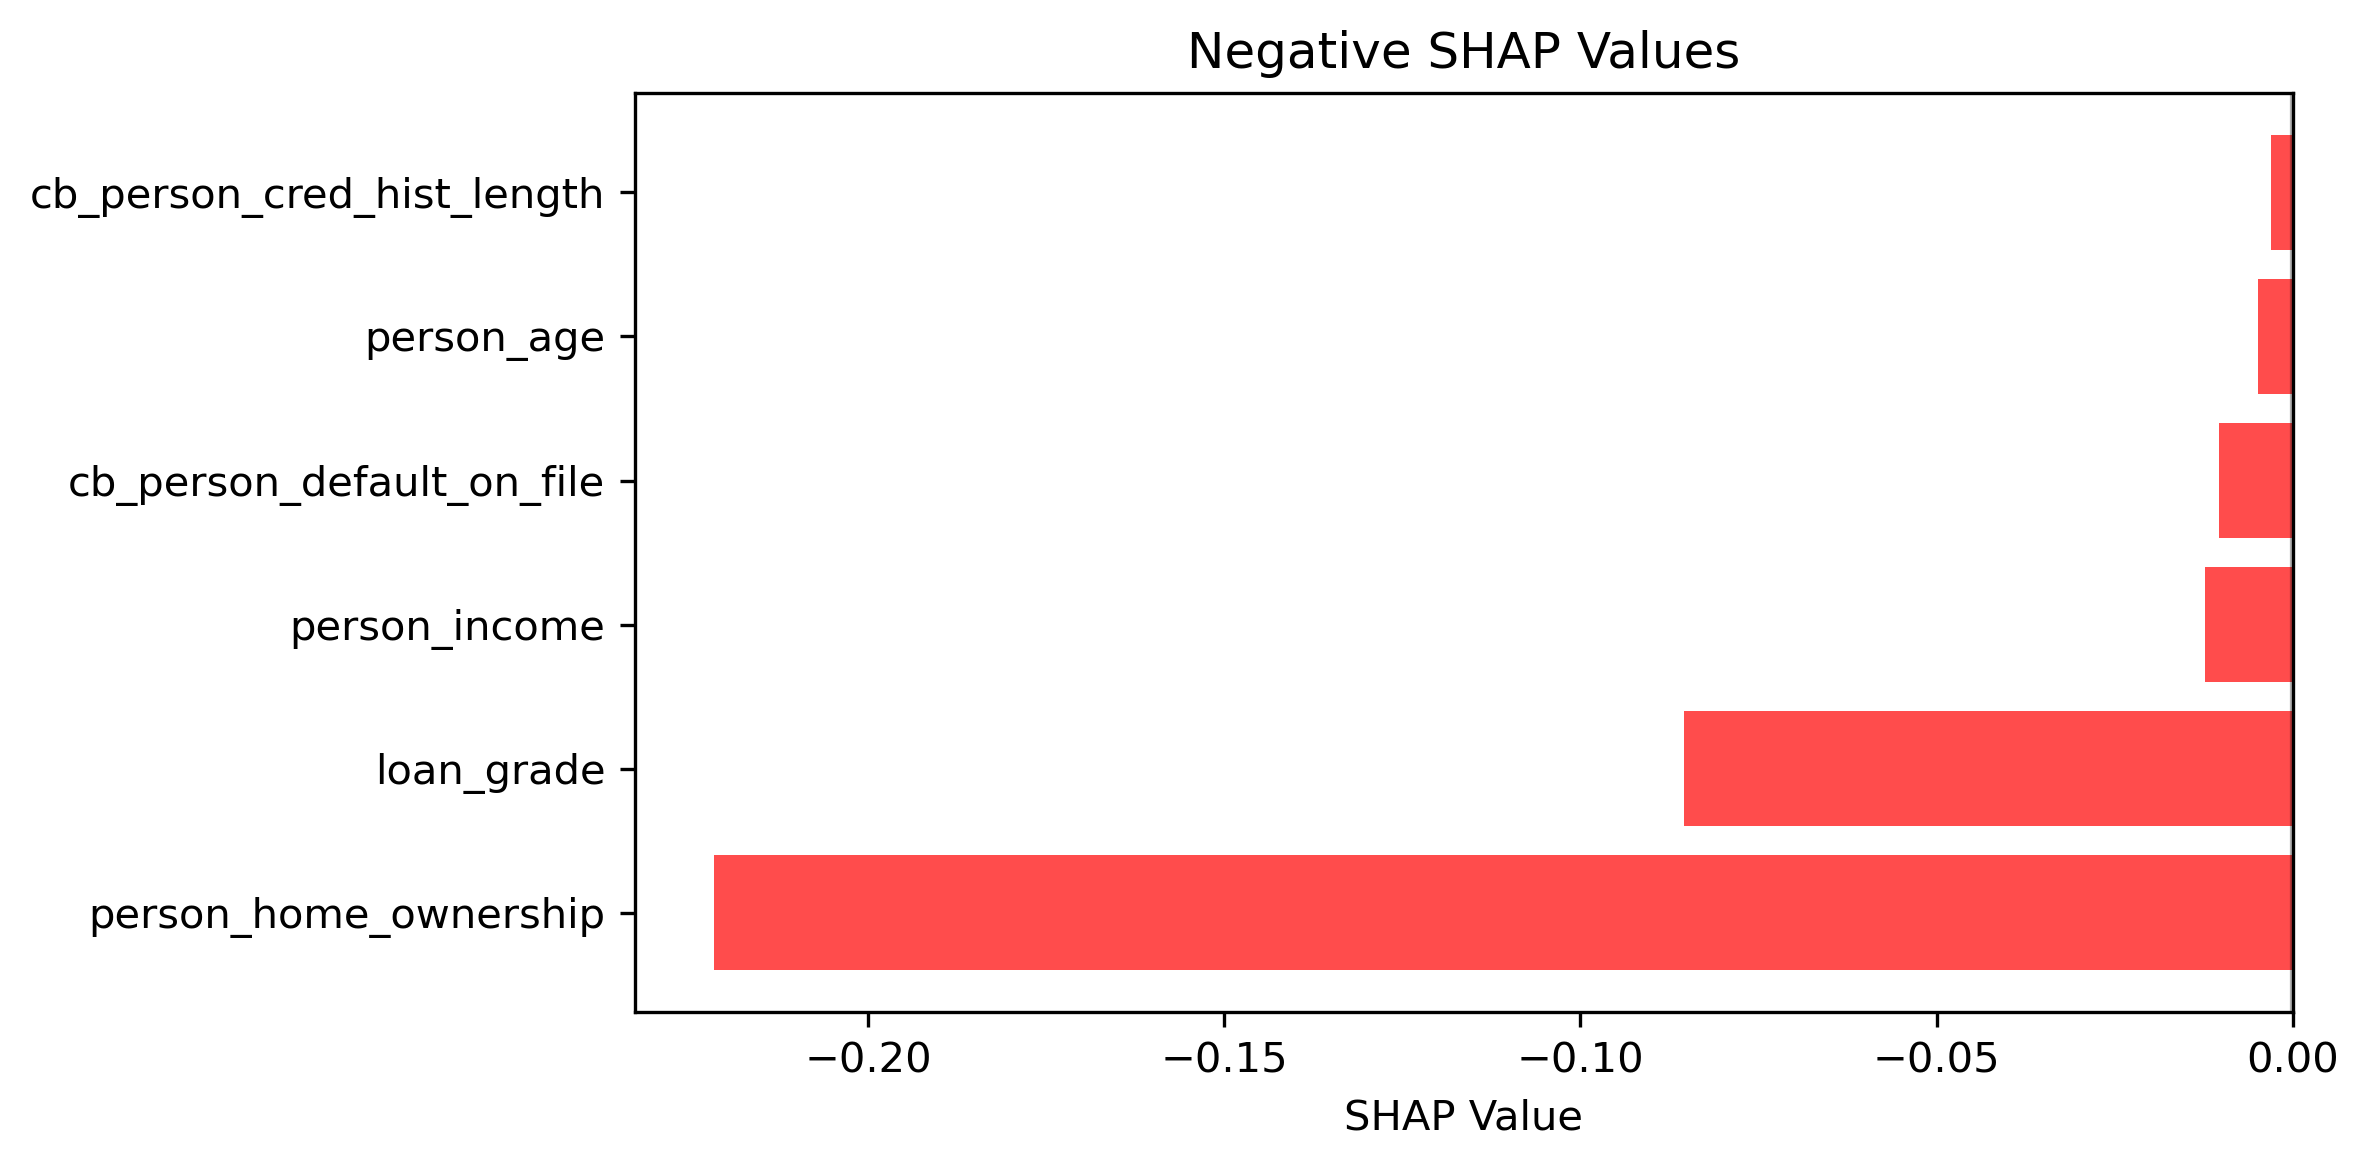 Negative SHAP Values
cb_person_cred_hist_length
person_age
cb_person_default_on_file
person_income
loan_grade
person_home_ownership
−0.20 −0.15 −0.10 −0.05 0.00
SHAP Value